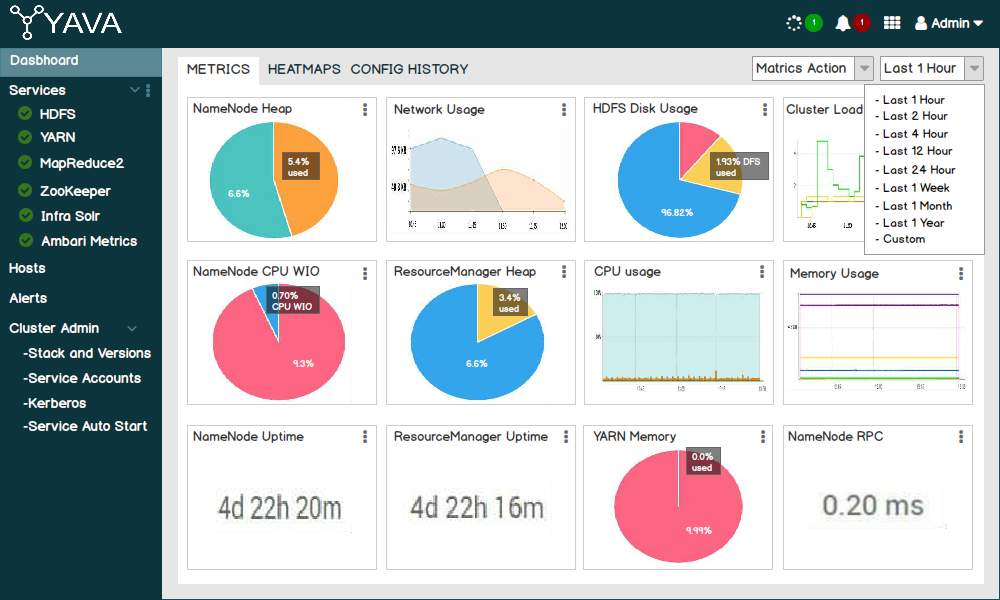 YAVA
1
1
Admin
Dasbhoard
Services
HDFS
YARN
MapReduce2
ZooKeeper
Infra Solr
Ambari Metrics
Hosts
Alerts
Cluster Admin
-Stack and Versions
-Service Accounts
-Kerberos
-Service Auto Start
METRICS
HEATMAPS
CONFIG HISTORY
Matrics Action
Last 1 Hour
- Last 1 Hour
- Last 2 Hour
- Last 4 Hour
- Last 12 Hour
- Last 24 Hour
- Last 1 Week
- Last 1 Month
- Last 1 Year
- Custom
NameNode Heap
5.4%
used
6.6%
Network Usage
HDFS Disk Usage
1.93% DFS
used
96.82%
Cluster Load
NameNode CPU WIO
0.70%
CPU WIO
9.3%
ResourceManager Heap
3.4%
used
6.6%
CPU usage
Memory Usage
NameNode Uptime
4d 22h 20m
ResourceManager Uptime
4d 22h 16m
YARN Memory
0.0%
used
9.99%
NameNode RPC
0.20 ms